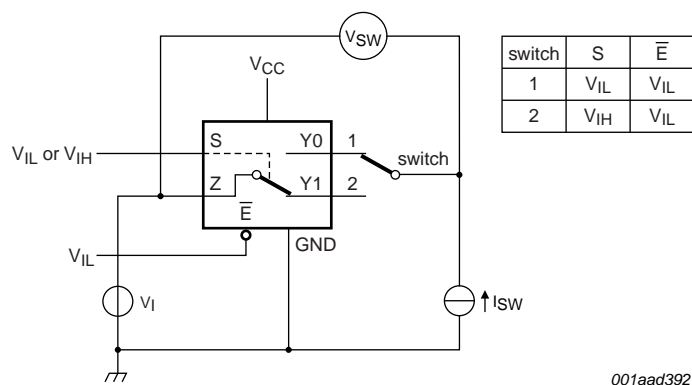 VSW
switch S E̅
1 VIL VIL
2 VIH VIL
VCC
VIL or VIH
S Y0 1
switch
Z Y1 2
E̅
GND
VIL
VI
ISW
001aad392